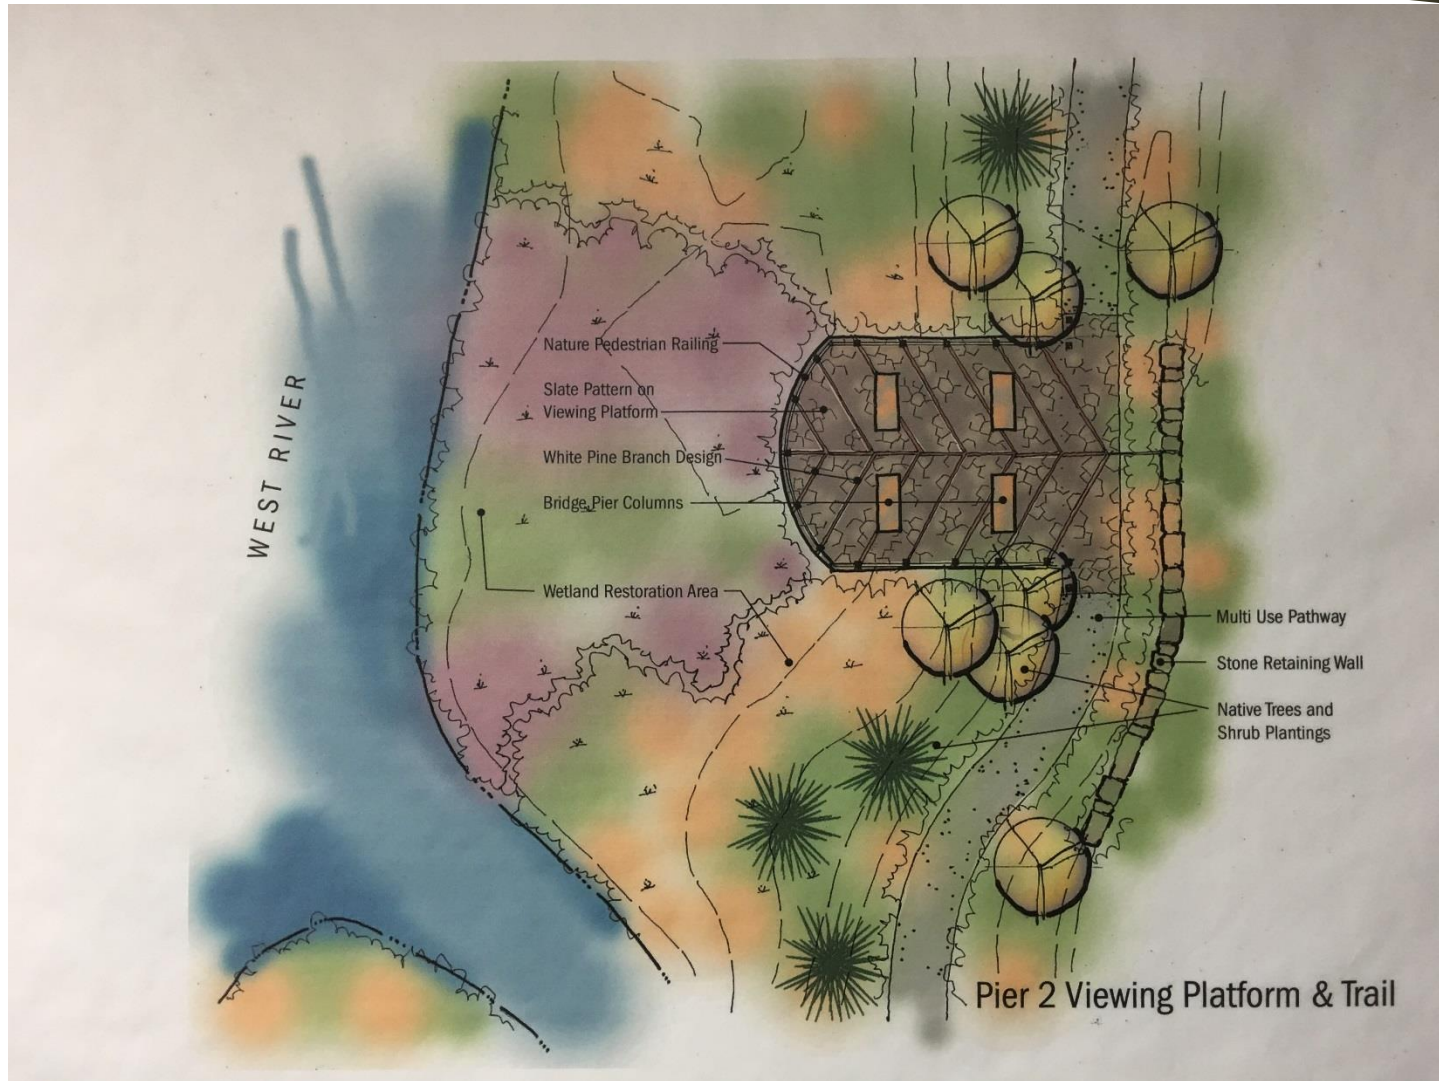 WEST RIVER
Nature Pedestrian Railing
Slate Pattern on
Viewing Platform
White Pine Branch Design
Bridge Pier Columns
Wetland Restoration Area
Multi Use Pathway
Stone Retaining Wall
Native Trees and
Shrub Plantings
Pier 2 Viewing Platform & Trail